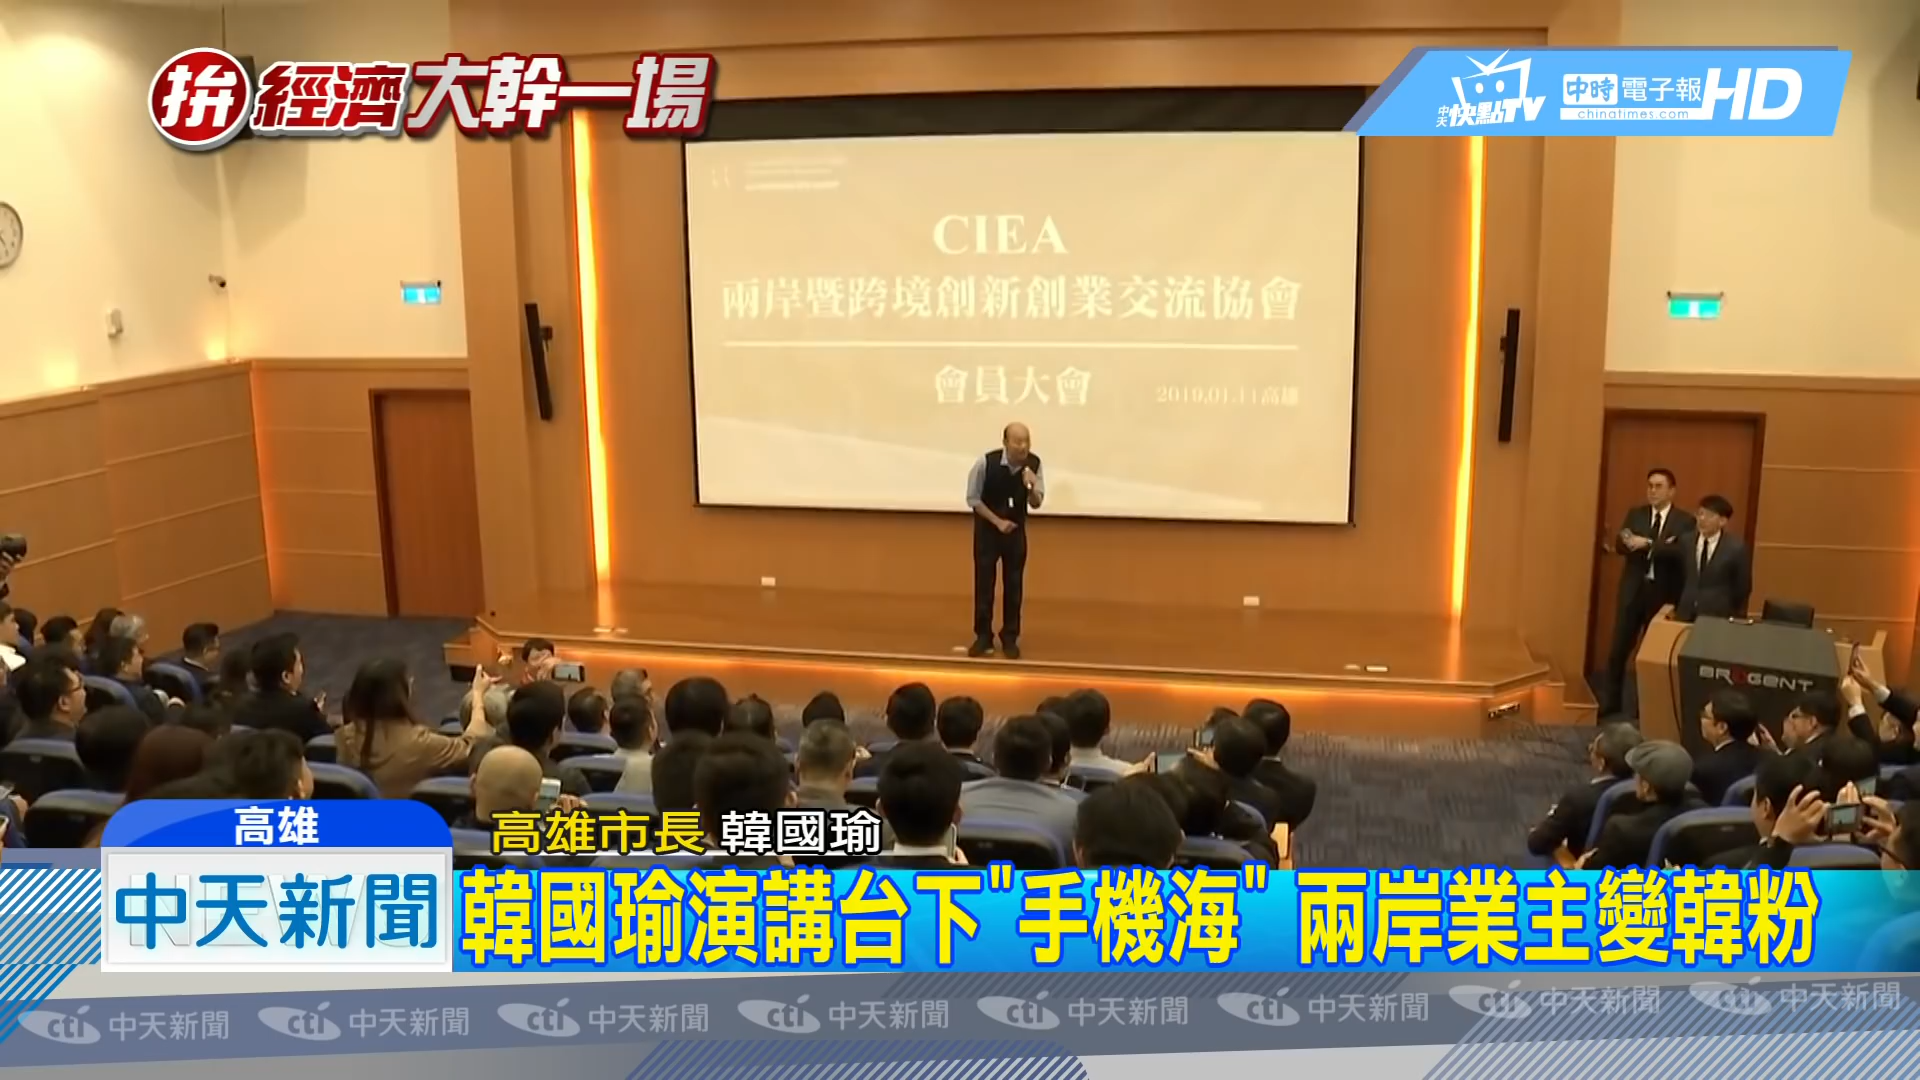 拚經濟大幹一場
中天快點TV 中時電子報HD
chinatimes.com
CIEA
兩岸暨跨境創新創業交流協會
會員大會
2019.01.11高雄
BROGENT
高雄
高雄市長 韓國瑜
中天新聞
NEWS
韓國瑜演講台下"手機海" 兩岸業主變韓粉
cti 中天新聞 cti 中天新聞 cti 中天新聞 cti 中天新聞 cti 中天新聞 cti 中天新聞 cti 中天新聞 cti 中天新聞